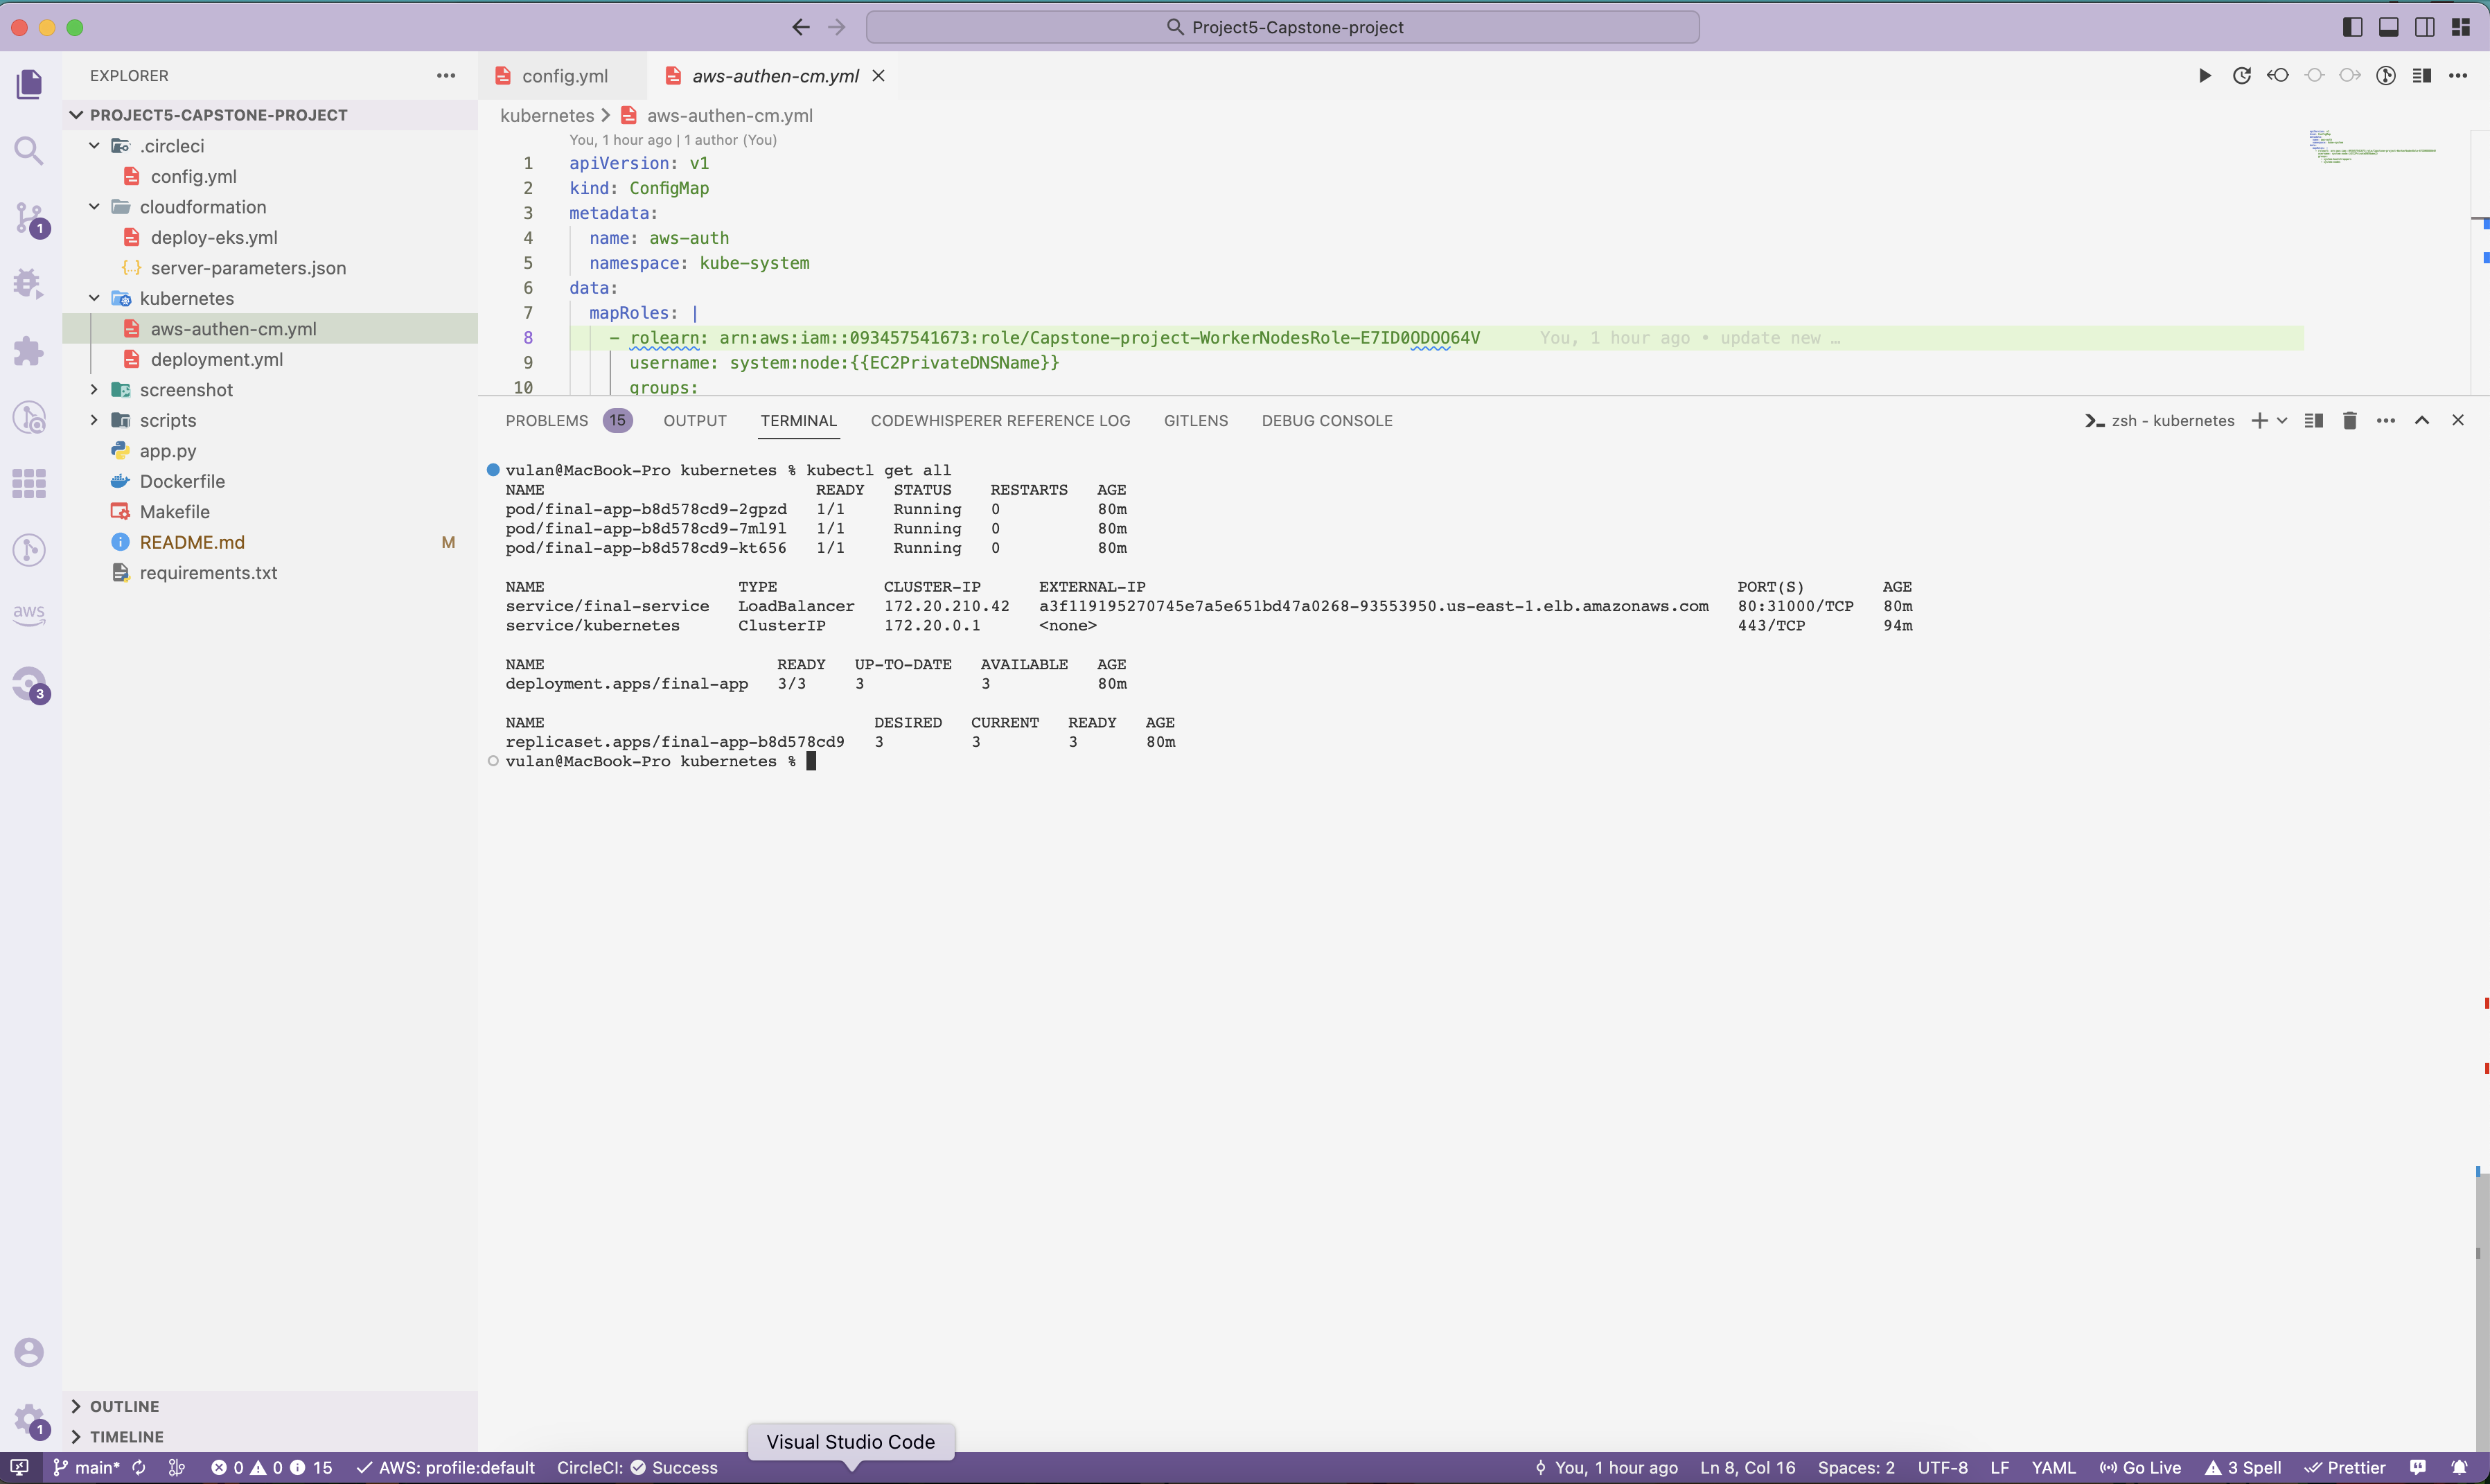 Project5-Capstone-project
EXPLORER
PROJECT5-CAPSTONE-PROJECT
.circleci
config.yml
cloudformation
deploy-eks.yml
server-parameters.json
kubernetes
aws-authen-cm.yml
deployment.yml
screenshot
scripts
app.py
Dockerfile
Makefile
README.md M
requirements.txt
OUTLINE
TIMELINE
1
aws
3
1
config.yml aws-authen-cm.yml
kubernetes > aws-authen-cm.yml
You, 1 hour ago | 1 author (You)
1 apiVersion: v1
2 kind: ConfigMap
3 metadata:
4 name: aws-auth
5 namespace: kube-system
6 data:
7 mapRoles: |
8 - rolearn: arn:aws:iam::093457541673:role/Capstone-project-WorkerNodesRole-E7ID0ODOO64V You, 1 hour ago • update new …
9 username: system:node:{{EC2PrivateDNSName}}
10 groups:
PROBLEMS 15 OUTPUT TERMINAL CODEWHISPERER REFERENCE LOG GITLENS DEBUG CONSOLE zsh - kubernetes
vulan@MacBook-Pro kubernetes % kubectl get all
NAME READY STATUS RESTARTS AGE
pod/final-app-b8d578cd9-2gpzd 1/1 Running 0 80m
pod/final-app-b8d578cd9-7ml9l 1/1 Running 0 80m
pod/final-app-b8d578cd9-kt656 1/1 Running 0 80m
NAME TYPE CLUSTER-IP EXTERNAL-IP PORT(S) AGE
service/final-service LoadBalancer 172.20.210.42 a3f119195270745e7a5e651bd47a0268-93553950.us-east-1.elb.amazonaws.com 80:31000/TCP 80m
service/kubernetes ClusterIP 172.20.0.1 <none> 443/TCP 94m
NAME READY UP-TO-DATE AVAILABLE AGE
deployment.apps/final-app 3/3 3 3 80m
NAME DESIRED CURRENT READY AGE
replicaset.apps/final-app-b8d578cd9 3 3 3 80m
vulan@MacBook-Pro kubernetes %
Visual Studio Code
main* 0 0 15 AWS: profile:default CircleCI: Success You, 1 hour ago Ln 8, Col 16 Spaces: 2 UTF-8 LF YAML Go Live 3 Spell Prettier